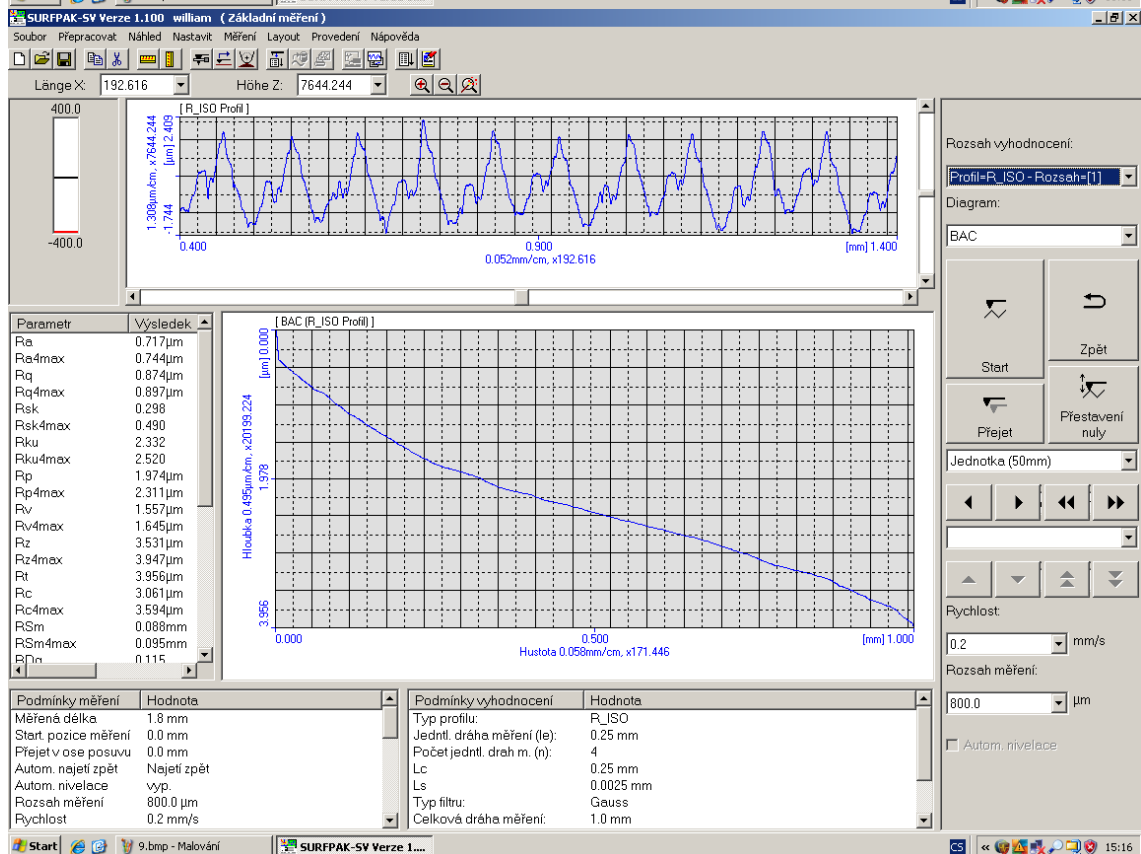 SURFPAK-SV Verze 1.100 william ( Základní měření )
Soubor Přepracovat Náhled Nastavit Měření Layout Provedení Nápověda
Länge X: 192.616 Höhe Z: 7644.244
400.0
-400.0
[ R_ISO Profil ]
1.308µm/cm, x7644.244
-1.744 [µm] 2.409
0.400 0.900 [mm] 1.400
0.052mm/cm, x192.616
Rozsah vyhodnocení:
Profil=R_ISO - Rozsah=[1]
Diagram:
BAC
Start
Zpět
Přejet
Přestavení
nuly
Jednotka (50mm)
Rychlost:
0.2 mm/s
Rozsah měření:
800.0 µm
Autom. nivelace
Parametr Výsledek
Ra 0.717µm
Ra4max 0.744µm
Rq 0.874µm
Rq4max 0.897µm
Rsk 0.298
Rsk4max 0.490
Rku 2.332
Rku4max 2.520
Rp 1.974µm
Rp4max 2.311µm
Rv 1.557µm
Rv4max 1.645µm
Rz 3.531µm
Rz4max 3.947µm
Rt 3.956µm
Rc 3.061µm
Rc4max 3.594µm
RSm 0.088mm
RSm4max 0.095mm
RDq 0.115
[ BAC (R_ISO Profil) ]
Hloubka 0.495µm/cm, x20199.224
3.956 1.978 [µm] 0.000
0.000 0.500 [mm] 1.000
Hustota 0.058mm/cm, x171.446
Podmínky měření Hodnota
Měřená délka 1.8 mm
Start. pozice měření 0.0 mm
Přejet v ose posuvu 0.0 mm
Autom. najetí zpět Najetí zpět
Autom. nivelace vyp.
Rozsah měření 800.0 µm
Rychlost 0.2 mm/s
Podmínky vyhodnocení Hodnota
Typ profilu: R_ISO
Jedntl. dráha měření (le): 0.25 mm
Počet jedntl. drah m. (n): 4
Lc 0.25 mm
Ls 0.0025 mm
Typ filtru: Gauss
Celková dráha měření: 1.0 mm
Start 9.bmp - Malování SURFPAK-SV Verze 1.... CS « 15:16